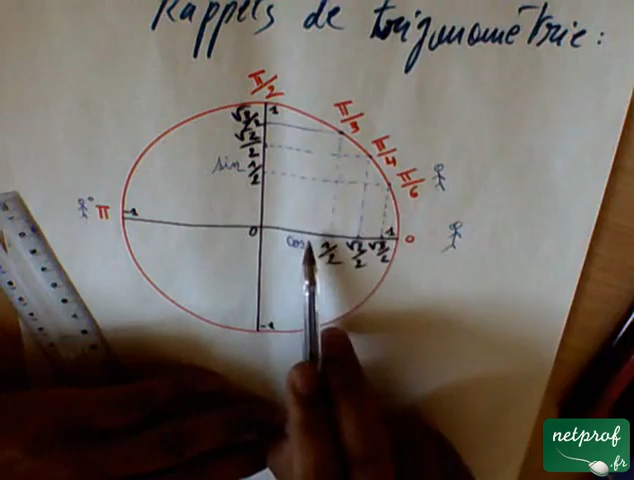 Rappels de trigonométrie :
π/2
1
√3/2
π/3
√2/2
π/4
sin 1/2
π/6
π -1
0
1 0
cos 1/2 √2/2 √3/2
-1
netprof
.fr